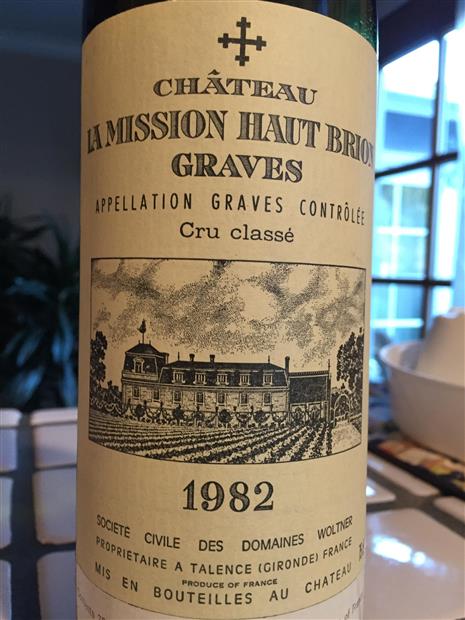 CHÂTEAU
LA MISSION HAUT BRION
GRAVES
APPELLATION GRAVES CONTRÔLÉE
Cru classé
1982
SOCIÉTÉ CIVILE DES DOMAINES WOLTNER
PROPRIETAIRE A TALENCE (GIRONDE) FRANCE
PRODUCE OF FRANCE
MIS EN BOUTEILLES AU CHATEAU